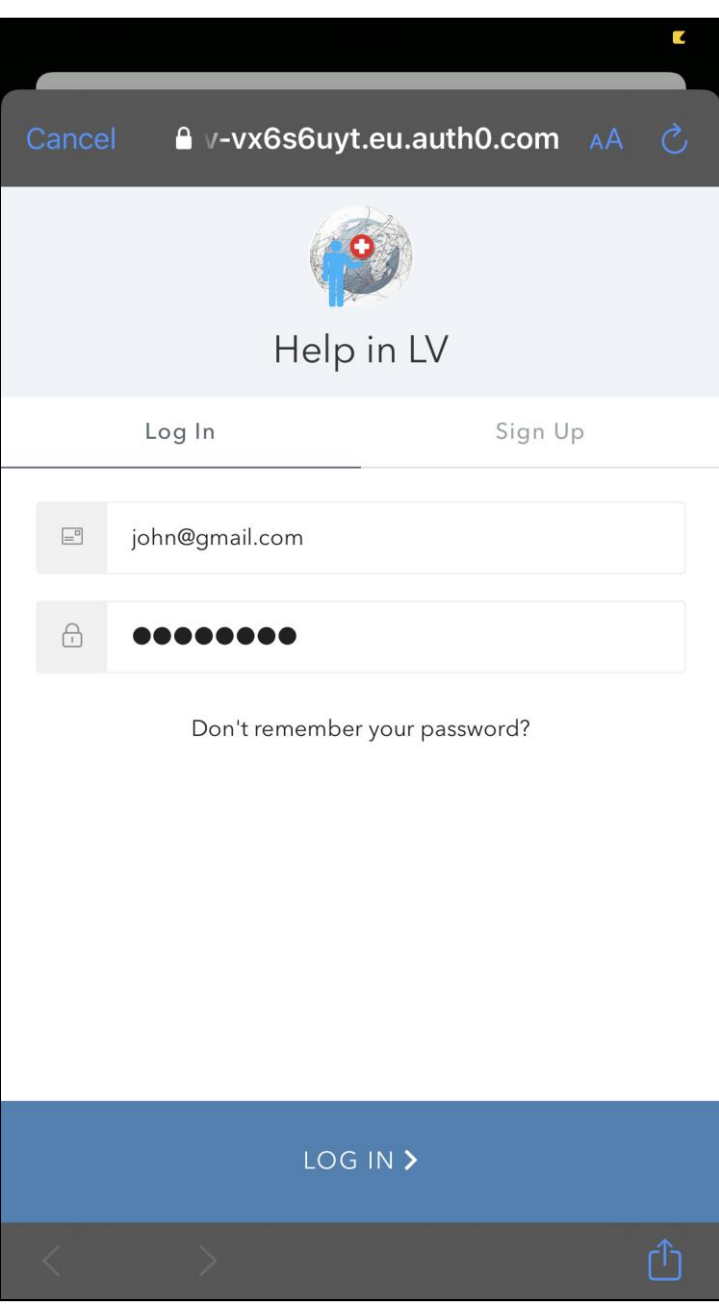 Cancel v-vx6s6uyt.eu.auth0.com AA
Help in LV
Log In Sign Up
john@gmail.com
●●●●●●●●
Don't remember your password?
LOG IN